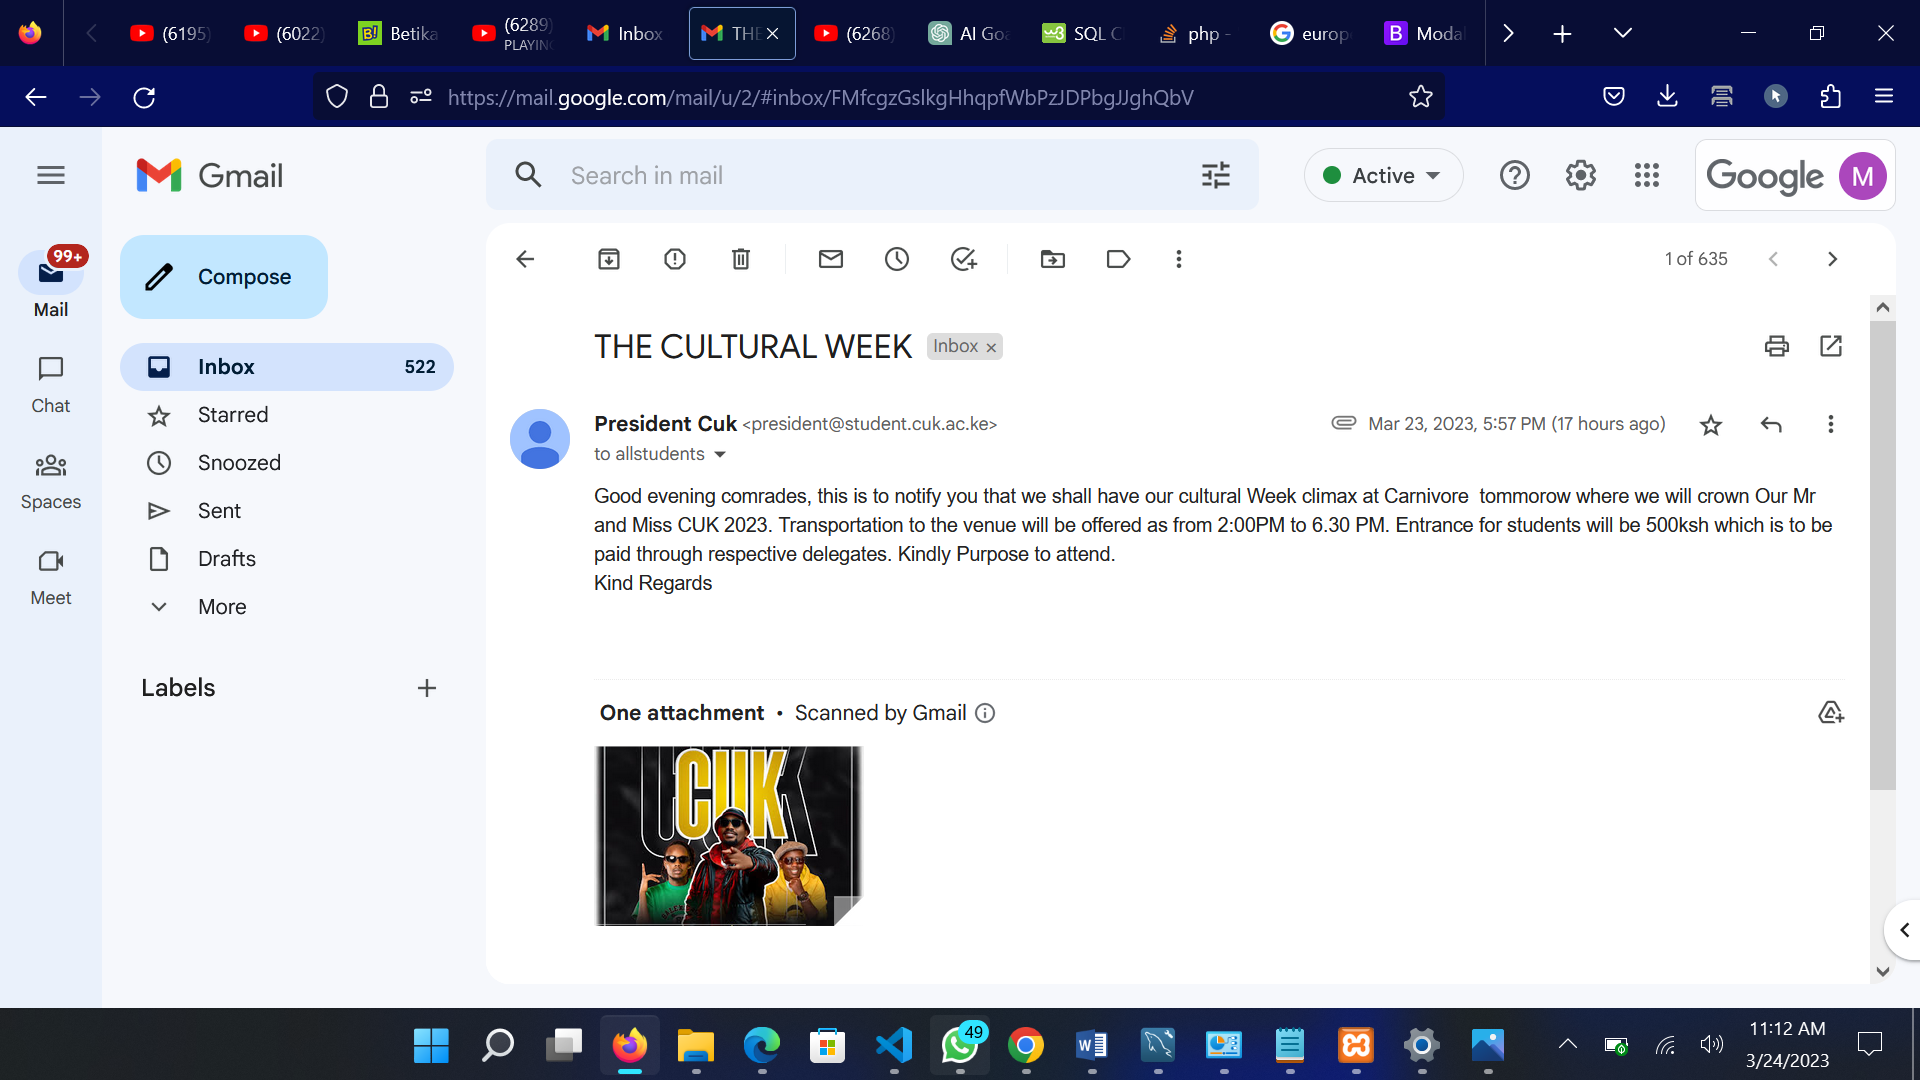 (6195)
(6022)
Betika
(6289)
PLAYING
Inbox
THE
(6268)
AI Goa
SQL C
php -
europ
Modal
https://mail.google.com/mail/u/2/#inbox/FMfcgzGslkgHhqpfWbPzJDPbgJJghQbV
Gmail
Search in mail
Active
Google
M
99+
Mail
Chat
Spaces
Meet
Compose
Inbox 522
Starred
Snoozed
Sent
Drafts
More
Labels
1 of 635
THE CULTURAL WEEK Inbox ×
President Cuk <president@student.cuk.ac.ke>
Mar 23, 2023, 5:57 PM (17 hours ago)
to allstudents
Good evening comrades, this is to notify you that we shall have our cultural Week climax at Carnivore  tommorow where we will crown Our Mr
and Miss CUK 2023. Transportation to the venue will be offered as from 2:00PM to 6.30 PM. Entrance for students will be 500ksh which is to be
paid through respective delegates. Kindly Purpose to attend.
Kind Regards
One attachment • Scanned by Gmail
CUK
49
11:12 AM
3/24/2023